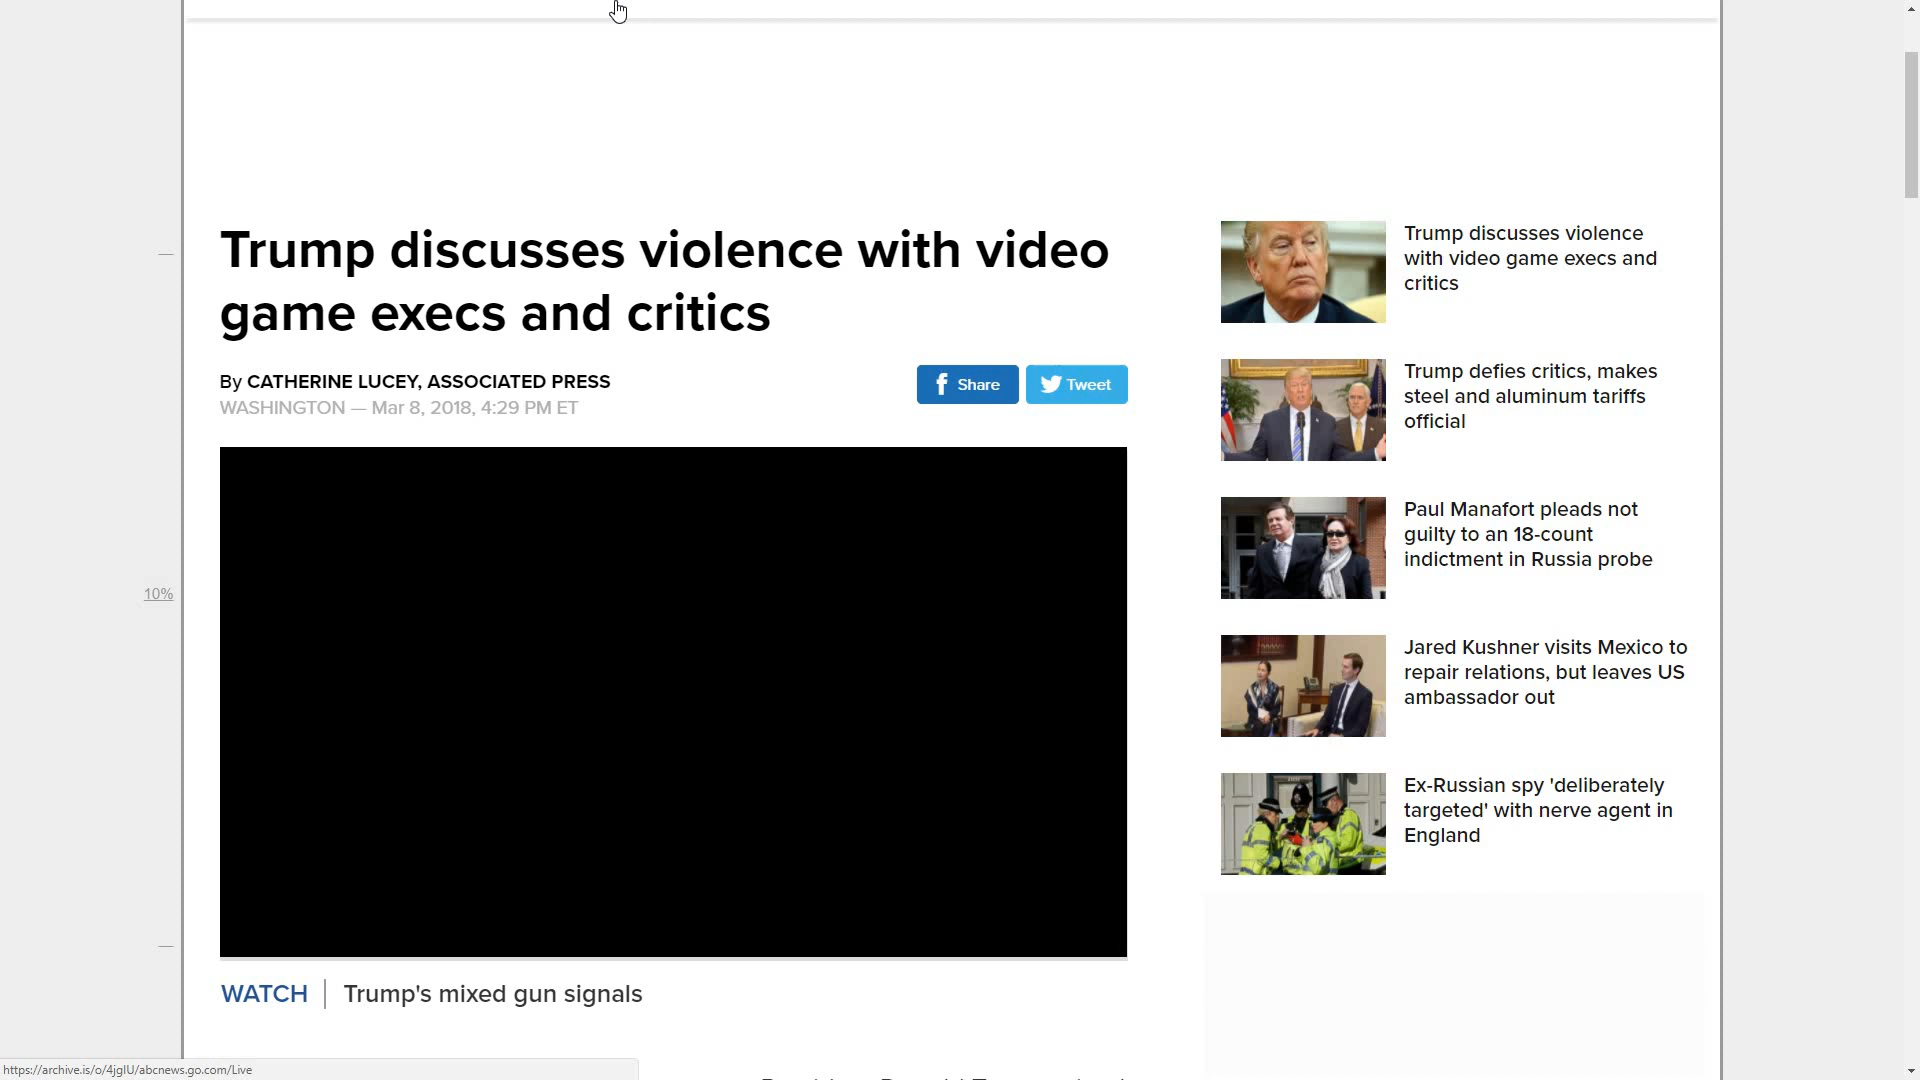 Trump discusses violence with video
game execs and critics
By CATHERINE LUCEY, ASSOCIATED PRESS
WASHINGTON — Mar 8, 2018, 4:29 PM ET
Share
Tweet
10%
WATCH | Trump's mixed gun signals
Trump discusses violence
with video game execs and
critics
Trump defies critics, makes
steel and aluminum tariffs
official
Paul Manafort pleads not
guilty to an 18-count
indictment in Russia probe
Jared Kushner visits Mexico to
repair relations, but leaves US
ambassador out
Ex-Russian spy 'deliberately
targeted' with nerve agent in
England
https://archive.is/o/4jgIU/abcnews.go.com/Live